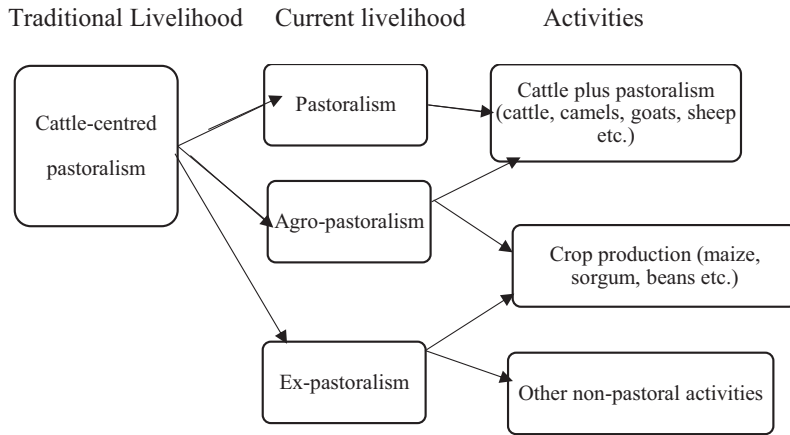 Traditional Livelihood
Current livelihood
Activities
Cattle-centred
pastoralism
Pastoralism
Agro-pastoralism
Ex-pastoralism
Cattle plus pastoralism
(cattle, camels, goats, sheep
etc.)
Crop production (maize,
sorgum, beans etc.)
Other non-pastoral activities